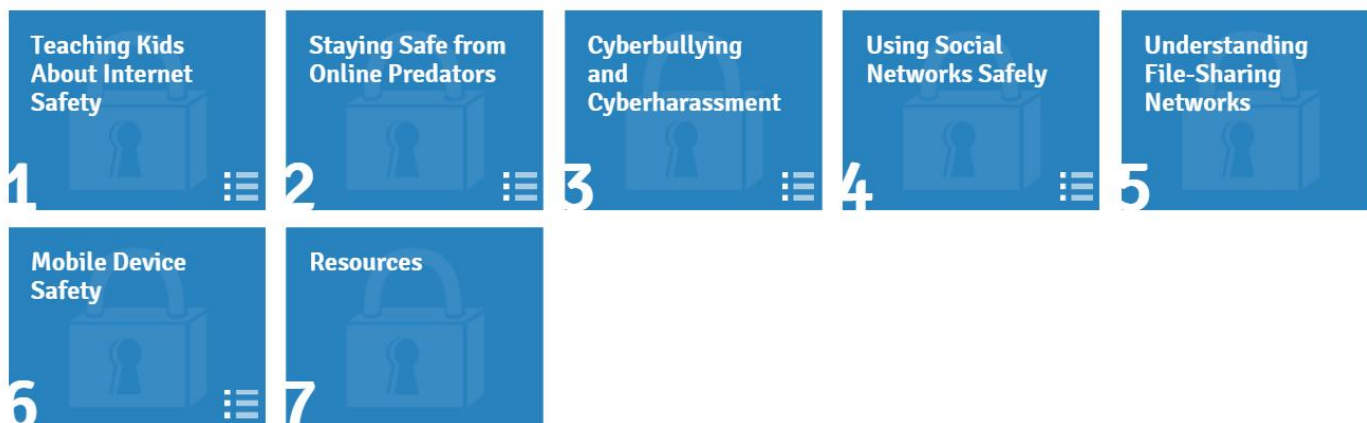 Teaching Kids
About Internet
Safety
1
Staying Safe from
Online Predators
2
Cyberbullying
and
Cyberharassment
3
Using Social
Networks Safely
4
Understanding
File-Sharing
Networks
5
Mobile Device
Safety
6
Resources
7